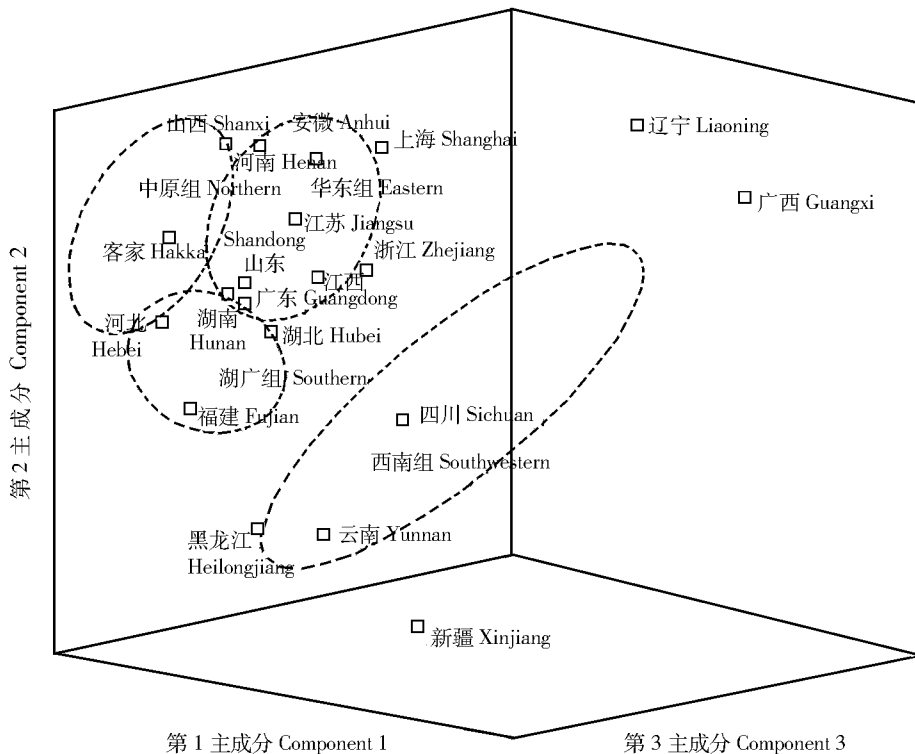 山西 Shanxi
安徽 Anhui
上海 Shanghai
辽宁 Liaoning
河南 Henan
中原组 Northern
华东组 Eastern
广西 Guangxi
江苏 Jiangsu
客家 Hakka
Shandong
山东
浙江 Zhejiang
江西
广东 Guangdong
河北
Hebei
湖南
Hunan
湖北 Hubei
湖广组 Southern
福建 Fujian
四川 Sichuan
西南组 Southwestern
黑龙江
Heilongjiang
云南 Yunnan
新疆 Xinjiang
第2主成分 Component 2
第1主成分 Component 1
第3主成分 Component 3